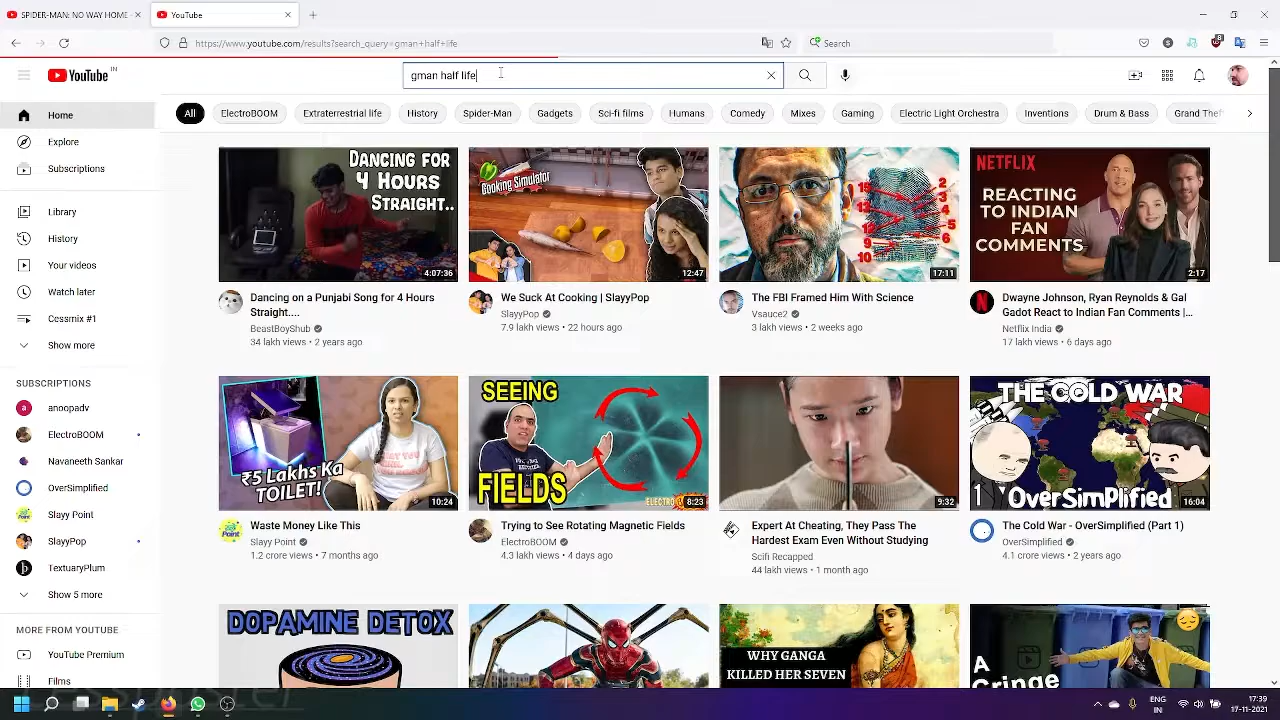 SPIDER-MAN: NO WAY HOME
YouTube
https://www.youtube.com/results?search_query=gman+half+life
Search
YouTube IN
gman half life
Home
Explore
Subscriptions
Library
History
Your videos
Watch later
Cessmix #1
Show more
SUBSCRIPTIONS
anoopadv
ElectroBOOM
Navaneeth Sankar
OverSimplified
Slayy Point
SlayyPop
TextuaryPlum
Show 5 more
MORE FROM YOUTUBE
YouTube Premium
Films
All
ElectroBOOM
Extraterrestrial life
History
Spider-Man
Gadgets
Sci-fi films
Humans
Comedy
Mixes
Gaming
Electric Light Orchestra
Inventions
Drum & Bass
Grand Thef
DANCING FOR
4 HOURS
STRAIGHT..
4:07:36
Dancing on a Punjabi Song for 4 Hours
Straight....
BeastBoyShub
34 lakh views • 2 years ago
Cooking Simulator
12:47
We Suck At Cooking | SlayyPop
SlayyPop
7.9 lakh views • 22 hours ago
17:11
The FBI Framed Him With Science
Vsauce2
3 lakh views • 2 weeks ago
NETFLIX
REACTING
TO INDIAN
FAN
COMMENTS
2:17
Dwayne Johnson, Ryan Reynolds & Gal
Gadot React to Indian Fan Comments |...
Netflix India
17 lakh views • 6 days ago
₹5 Lakhs Ka
TOILET!
10:24
Waste Money Like This
Slayy Point
1.2 crore views • 7 months ago
SEEING
FIELDS
8:23
Trying to See Rotating Magnetic Fields
ElectroBOOM
4.3 lakh views • 4 days ago
9:32
Expert At Cheating, They Pass The
Hardest Exam Even Without Studying
Scifi Recapped
44 lakh views • 1 month ago
THE COLD WAR
OVERSIMPLIFIED
16:04
The Cold War - OverSimplified (Part 1)
OverSimplified
4.1 crore views • 2 years ago
DOPAMINE DETOX
WHY GANGA
KILLED HER SEVEN
A
Cringe
ENG
IN
17:39
17-11-2021